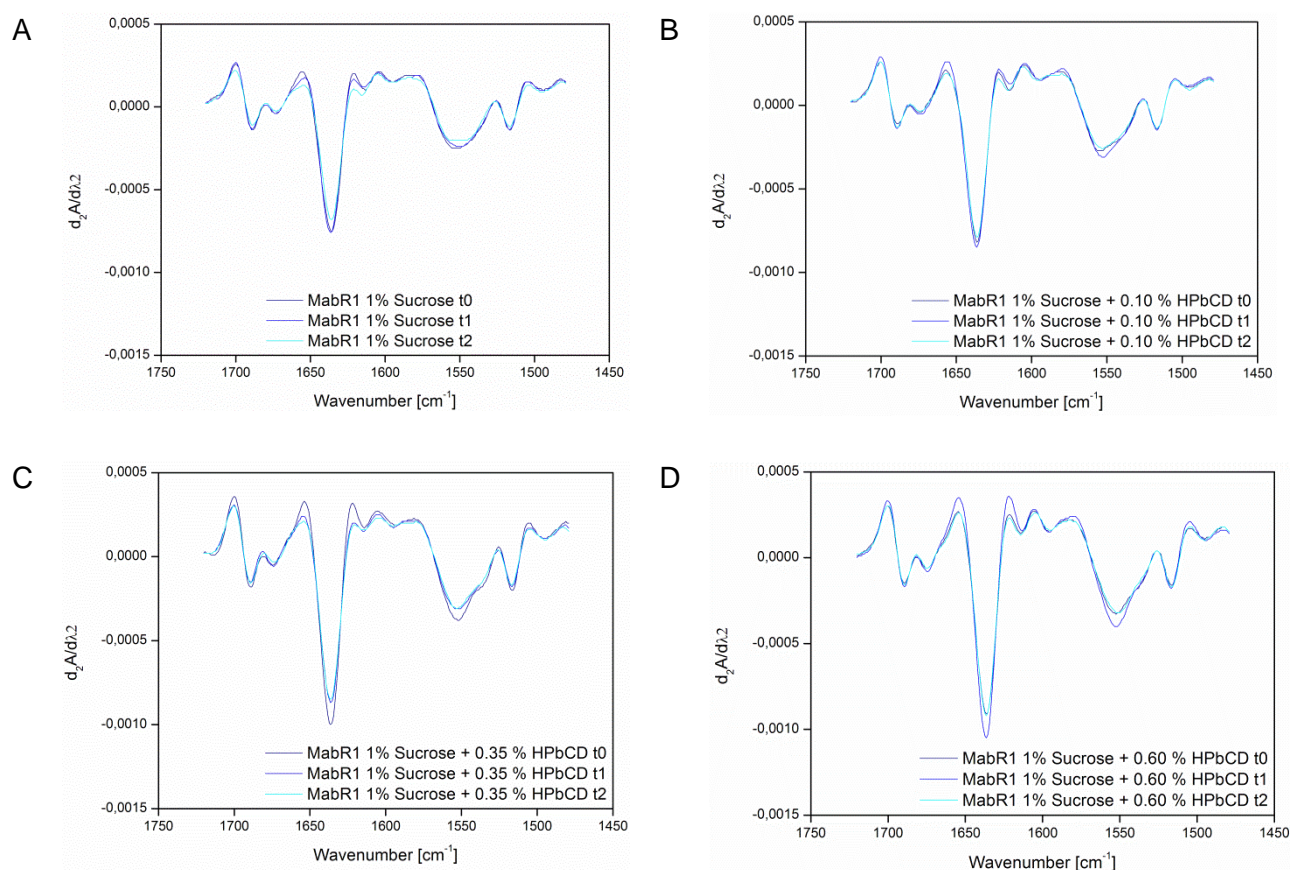 A
0,0005
0,0000
-0,0005
-0,0010
-0,0015
d2A/dλ2
MabR1 1% Sucrose t0
MabR1 1% Sucrose t1
MabR1 1% Sucrose t2
1750 1700 1650 1600 1550 1500 1450
Wavenumber [cm-1]
B
0,0005
0,0000
-0,0005
-0,0010
-0,0015
d2A/dλ2
MabR1 1% Sucrose + 0.10 % HPbCD t0
MabR1 1% Sucrose + 0.10 % HPbCD t1
MabR1 1% Sucrose + 0.10 % HPbCD t2
1750 1700 1650 1600 1550 1500 1450
Wavenumber [cm-1]
C
0,0005
0,0000
-0,0005
-0,0010
-0,0015
d2A/dλ2
MabR1 1% Sucrose + 0.35 % HPbCD t0
MabR1 1% Sucrose + 0.35 % HPbCD t1
MabR1 1% Sucrose + 0.35 % HPbCD t2
1750 1700 1650 1600 1550 1500 1450
Wavenumber [cm-1]
D
0,0005
0,0000
-0,0005
-0,0010
-0,0015
d2A/dλ2
MabR1 1% Sucrose + 0.60 % HPbCD t0
MabR1 1% Sucrose + 0.60 % HPbCD t1
MabR1 1% Sucrose + 0.60 % HPbCD t2
1750 1700 1650 1600 1550 1500 1450
Wavenumber [cm-1]